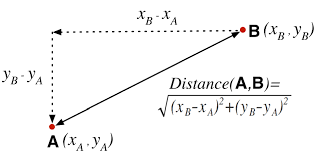 x_B - x_A
B (x_B , y_B)
y_B - y_A
Distance(A,B)=
√(x_B-x_A)²+(y_B-y_A)²
A (x_A , y_A)